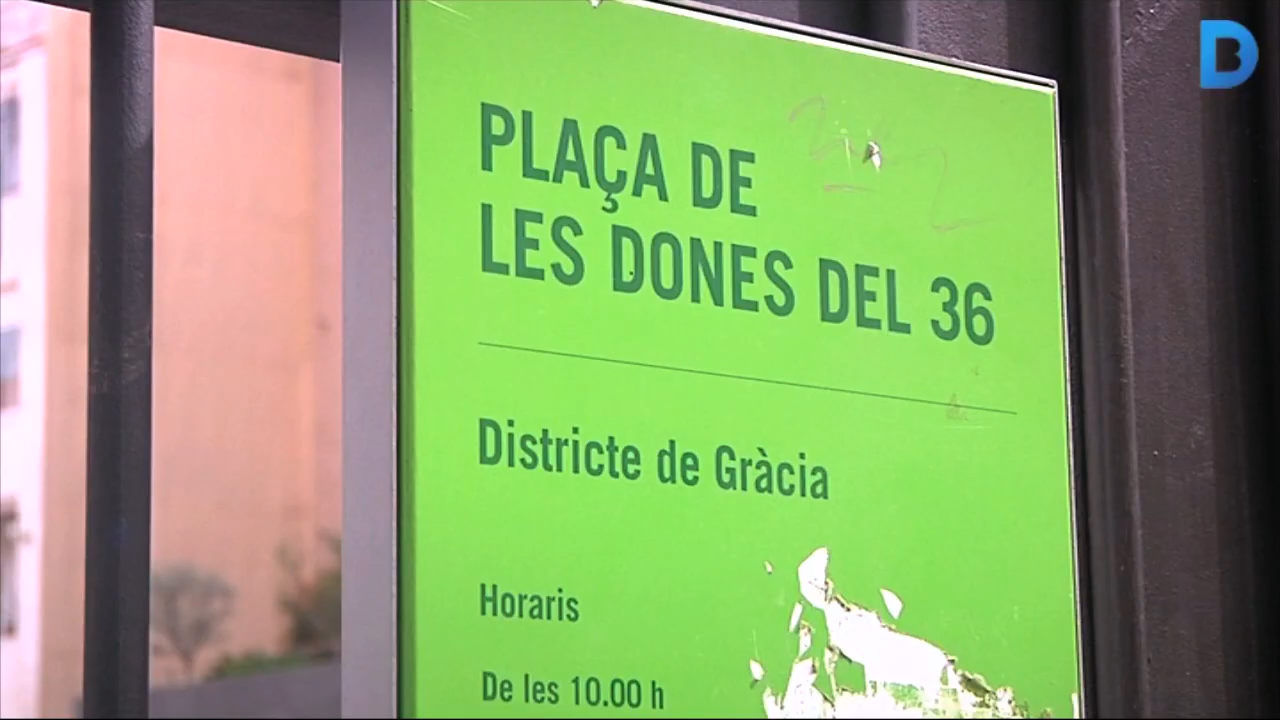 PLAÇA DE
LES DONES DEL 36
Districte de Gràcia
Horaris
De les 10.00 h